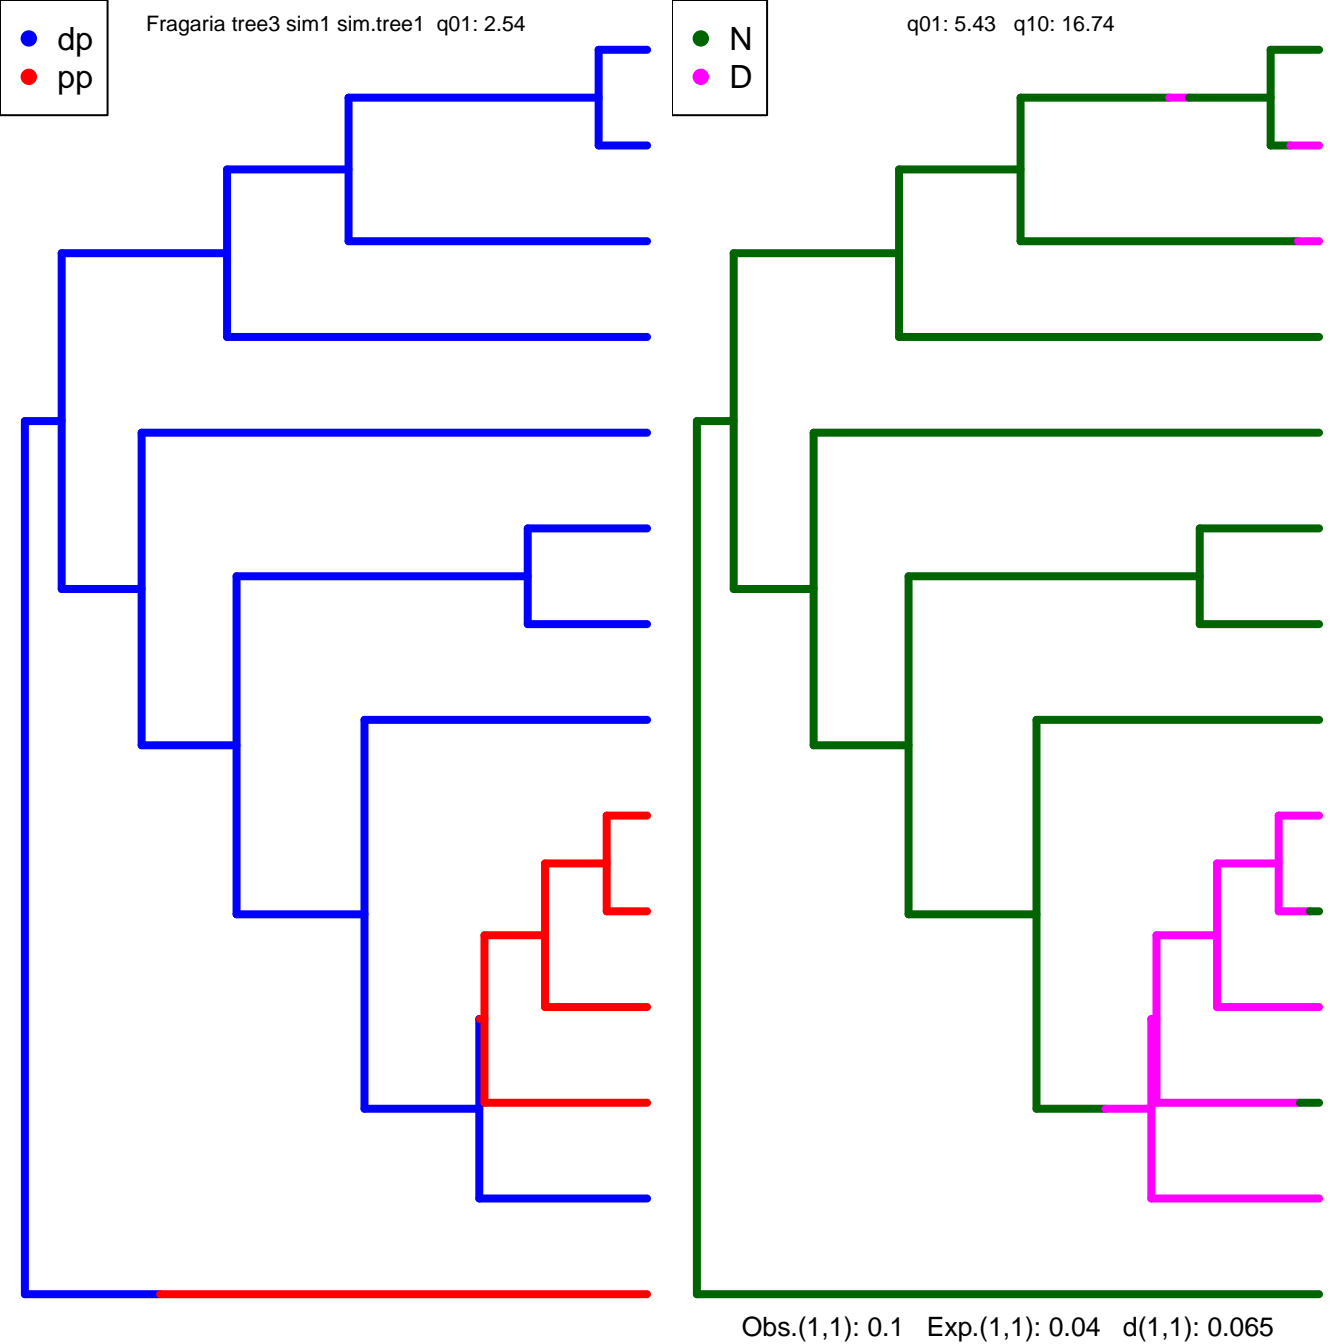 dp
pp
Fragaria tree3 sim1 sim.tree1 q01: 2.54
N
D
q01: 5.43 q10: 16.74
Obs.(1,1): 0.1 Exp.(1,1): 0.04 d(1,1): 0.065